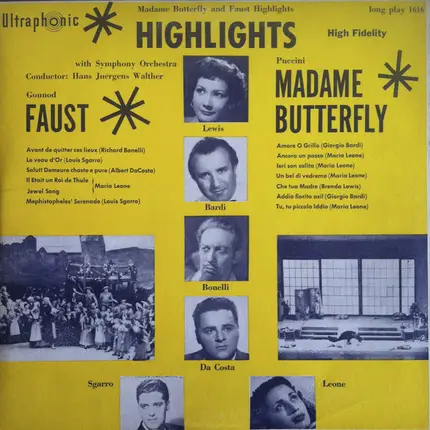 Madame Butterfly and Faust Highlights
long play 1616
Ultraphonic
HIGHLIGHTS
High Fidelity
with Symphony Orchestra
Conductor: Hans Juergens Walther
Gounod
FAUST
Avant de quitter ces lieux (Richard Bonelli)
Le veau d'Or (Louis Sgarro)
Salut! Demeure chaste e pure (Albert DaCosta)
Il Etait un Roi de Thule
Jewel Song
Maria Leone
Mephistopheles' Serenade (Louis Sgarro)
Puccini
MADAME
BUTTERFLY
Amore O Grillo (Giorgio Bardi)
Ancora un passo (Maria Leone)
Ieri son salita (Maria Leone)
Un bel di vedremo (Maria Leone)
Che tua Madre (Brenda Lewis)
Addio fiorito asil (Giorgio Bardi)
Tu, tu piccolo Iddio (Maria Leone)
Lewis
Bardi
Bonelli
Da Costa
Sgarro
Leone